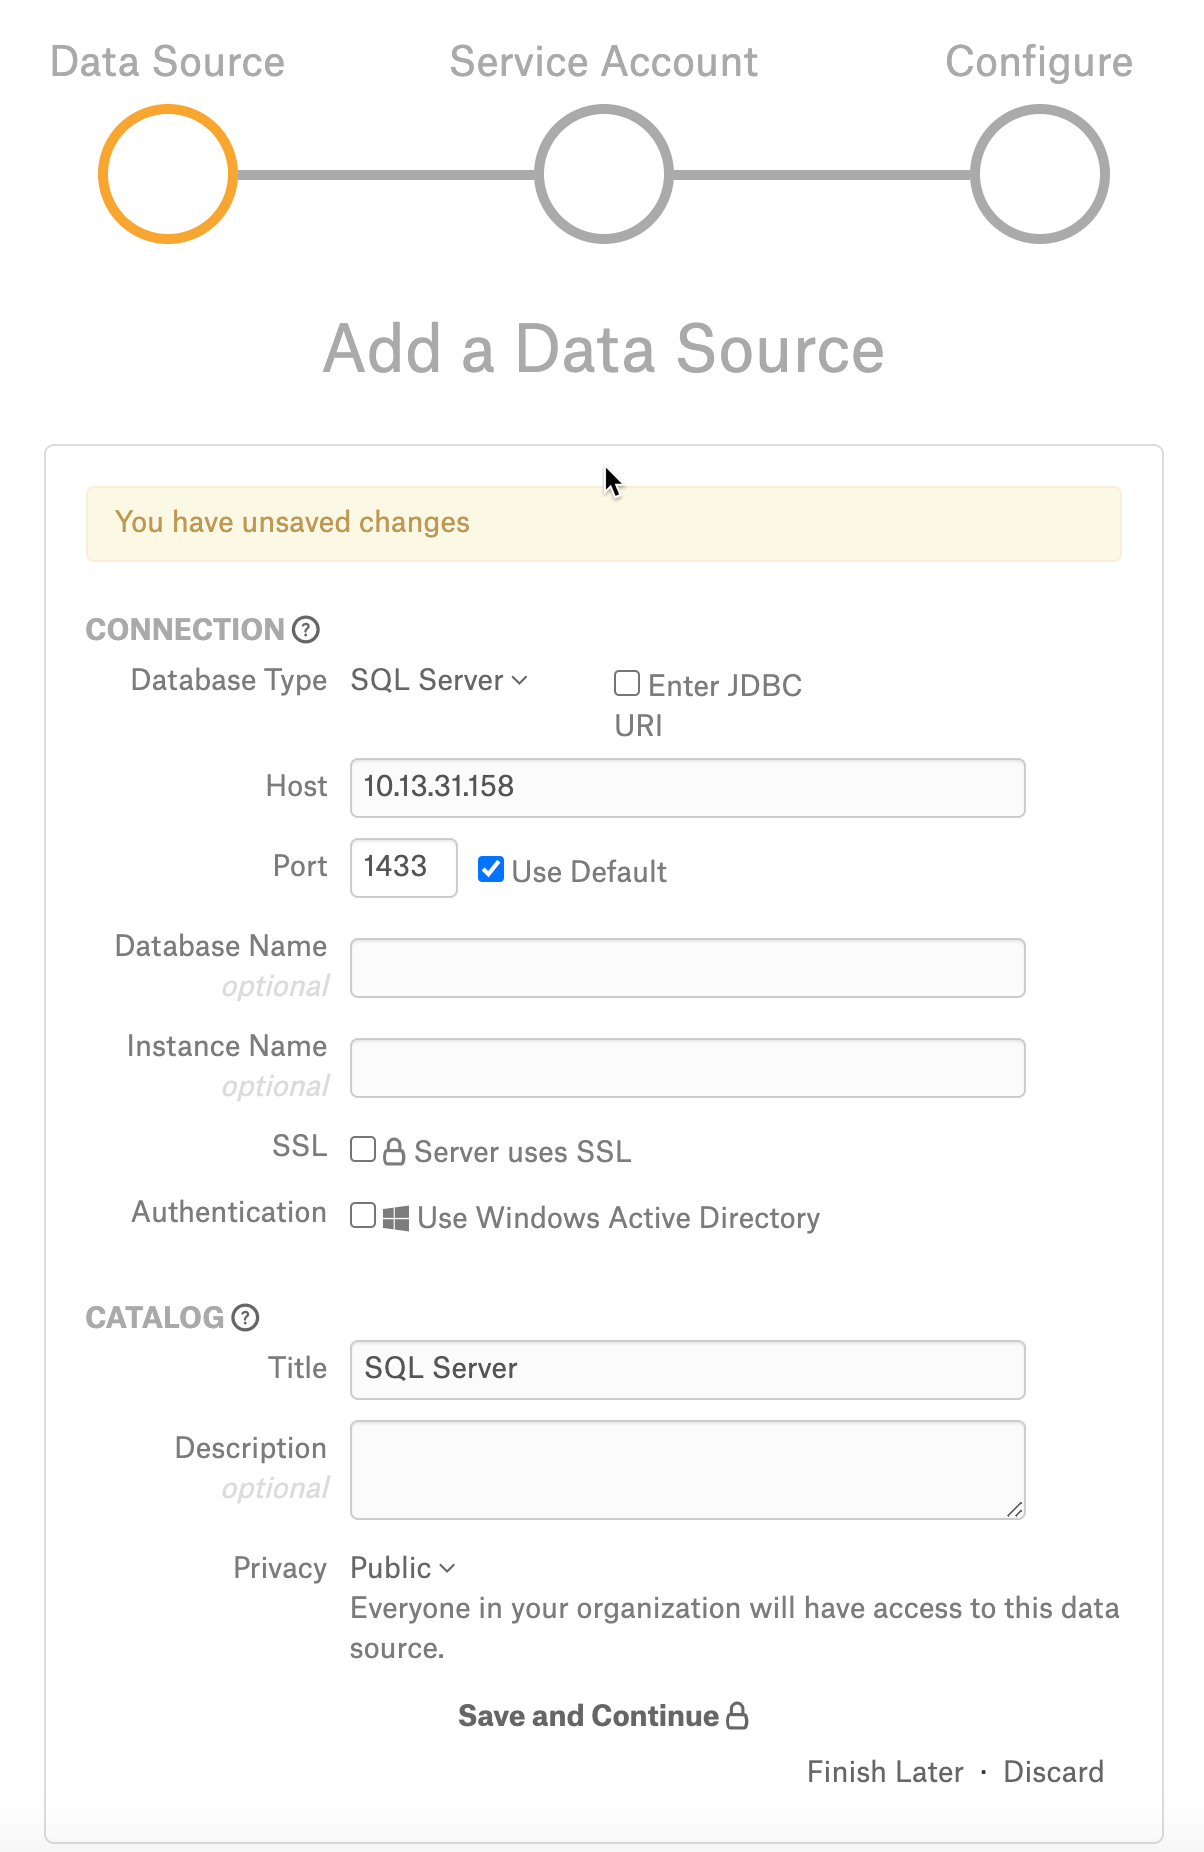 Data Source Service Account Configure
Add a Data Source
You have unsaved changes
CONNECTION ?
Database Type SQL Server Enter JDBC
URI
Host 10.13.31.158
Port 1433 Use Default
Database Name
optional
Instance Name
optional
SSL Server uses SSL
Authentication Use Windows Active Directory
CATALOG ?
Title SQL Server
Description
optional
Privacy Public
Everyone in your organization will have access to this data
source.
Save and Continue
Finish Later · Discard